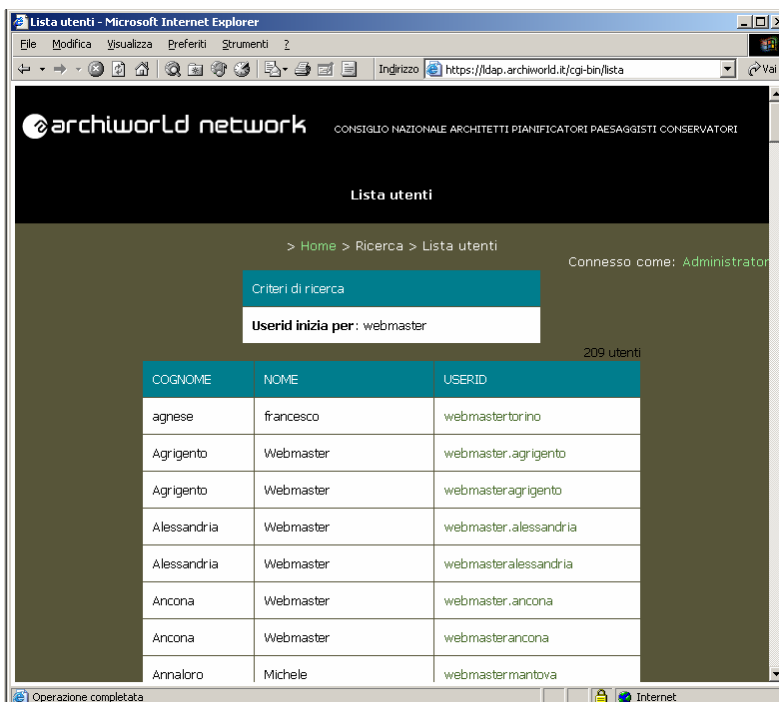 Lista utenti - Microsoft Internet Explorer
File Modifica Visualizza Preferiti Strumenti ?
Indirizzo https://ldap.archiworld.it/cgi-bin/lista Vai
archiworld network CONSIGLIO NAZIONALE ARCHITETTI PIANIFICATORI PAESAGGISTI CONSERVATORI
Lista utenti
> Home > Ricerca > Lista utenti
Connesso come: Administrator
Criteri di ricerca
Userid inizia per: webmaster
209 utenti
COGNOME NOME USERID
agnese francesco webmastertorino
Agrigento Webmaster webmaster.agrigento
Agrigento Webmaster webmasteragrigento
Alessandria Webmaster webmaster.alessandria
Alessandria Webmaster webmasteralessandria
Ancona Webmaster webmaster.ancona
Ancona Webmaster webmasterancona
Annaloro Michele webmastermantova
Operazione completata Internet